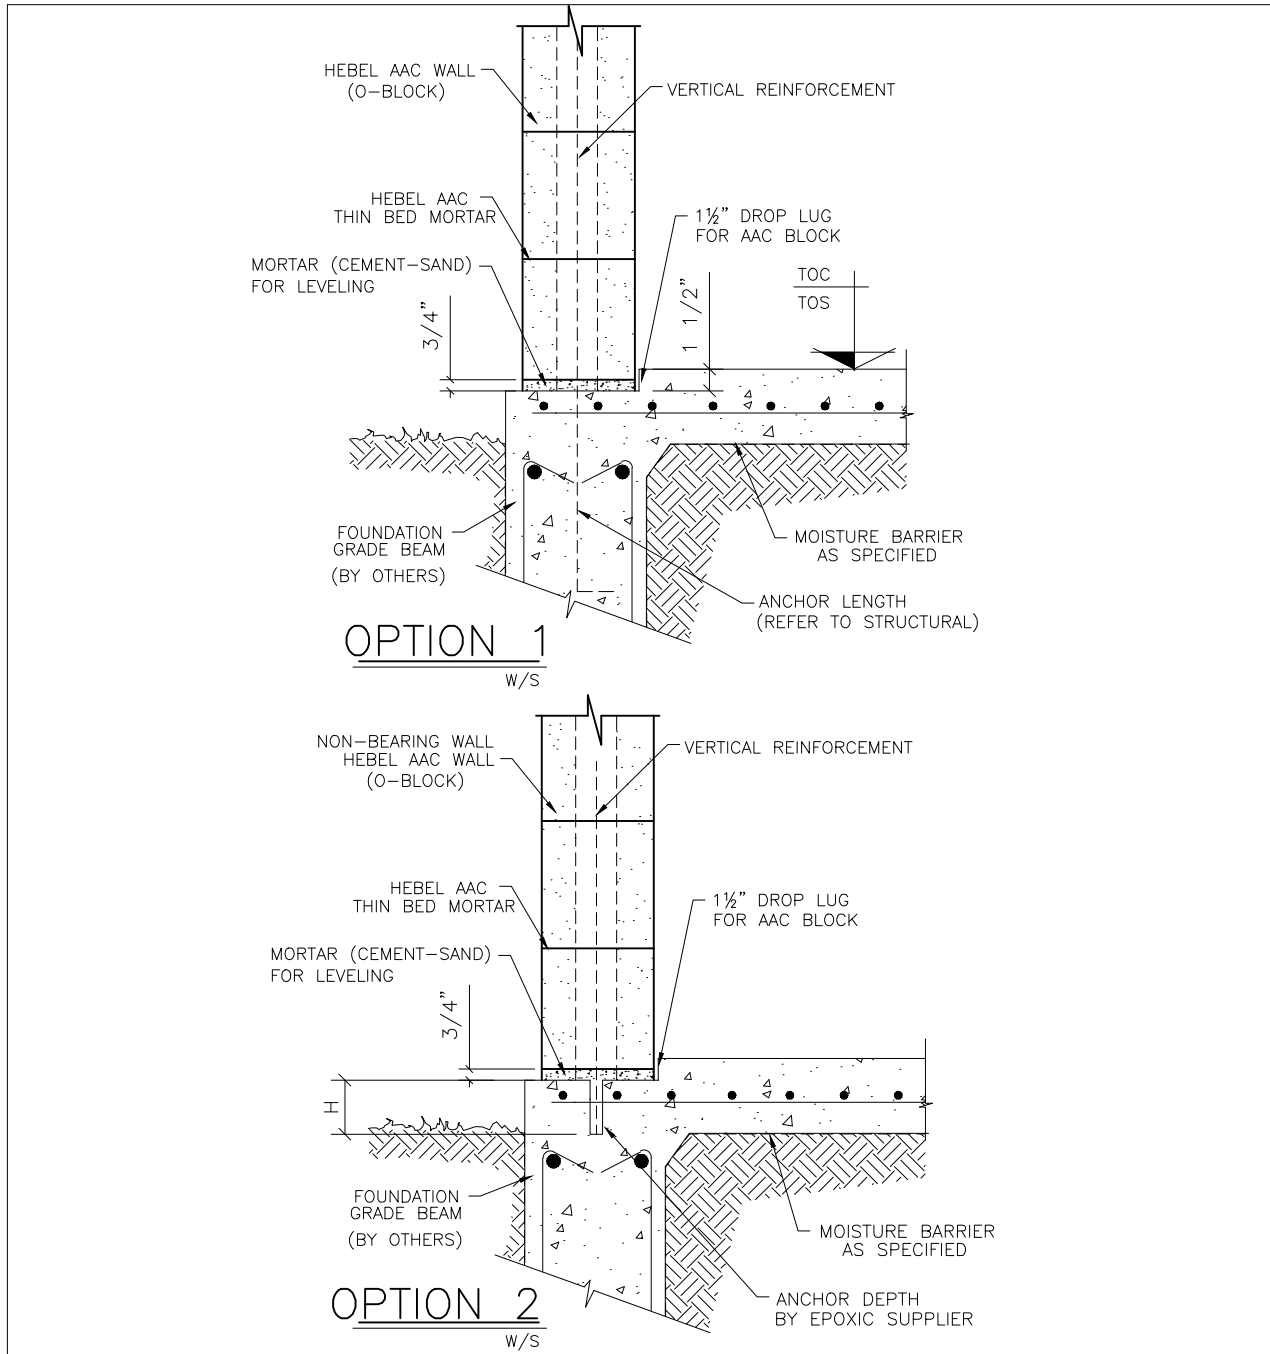 HEBEL AAC WALL
(O-BLOCK)
VERTICAL REINFORCEMENT
HEBEL AAC
THIN BED MORTAR
1½" DROP LUG
FOR AAC BLOCK
MORTAR (CEMENT-SAND)
FOR LEVELING
3/4"
1 1/2"
TOC
TOS
FOUNDATION
GRADE BEAM
(BY OTHERS)
MOISTURE BARRIER
AS SPECIFIED
ANCHOR LENGTH
(REFER TO STRUCTURAL)
OPTION 1
W/S
NON-BEARING WALL
HEBEL AAC WALL
(O-BLOCK)
VERTICAL REINFORCEMENT
HEBEL AAC
THIN BED MORTAR
1½" DROP LUG
FOR AAC BLOCK
MORTAR (CEMENT-SAND)
FOR LEVELING
3/4"
H
FOUNDATION
GRADE BEAM
(BY OTHERS)
MOISTURE BARRIER
AS SPECIFIED
ANCHOR DEPTH
BY EPOXIC SUPPLIER
OPTION 2
W/S